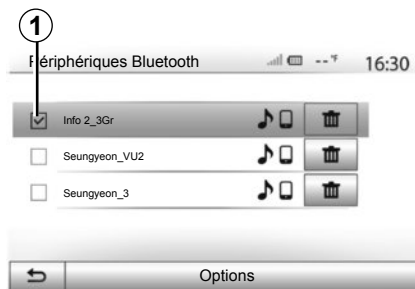 1
Périphériques Bluetooth --°F 16:30
Info 2_3Gr
Seungyeon_VU2
Seungyeon_3
Options